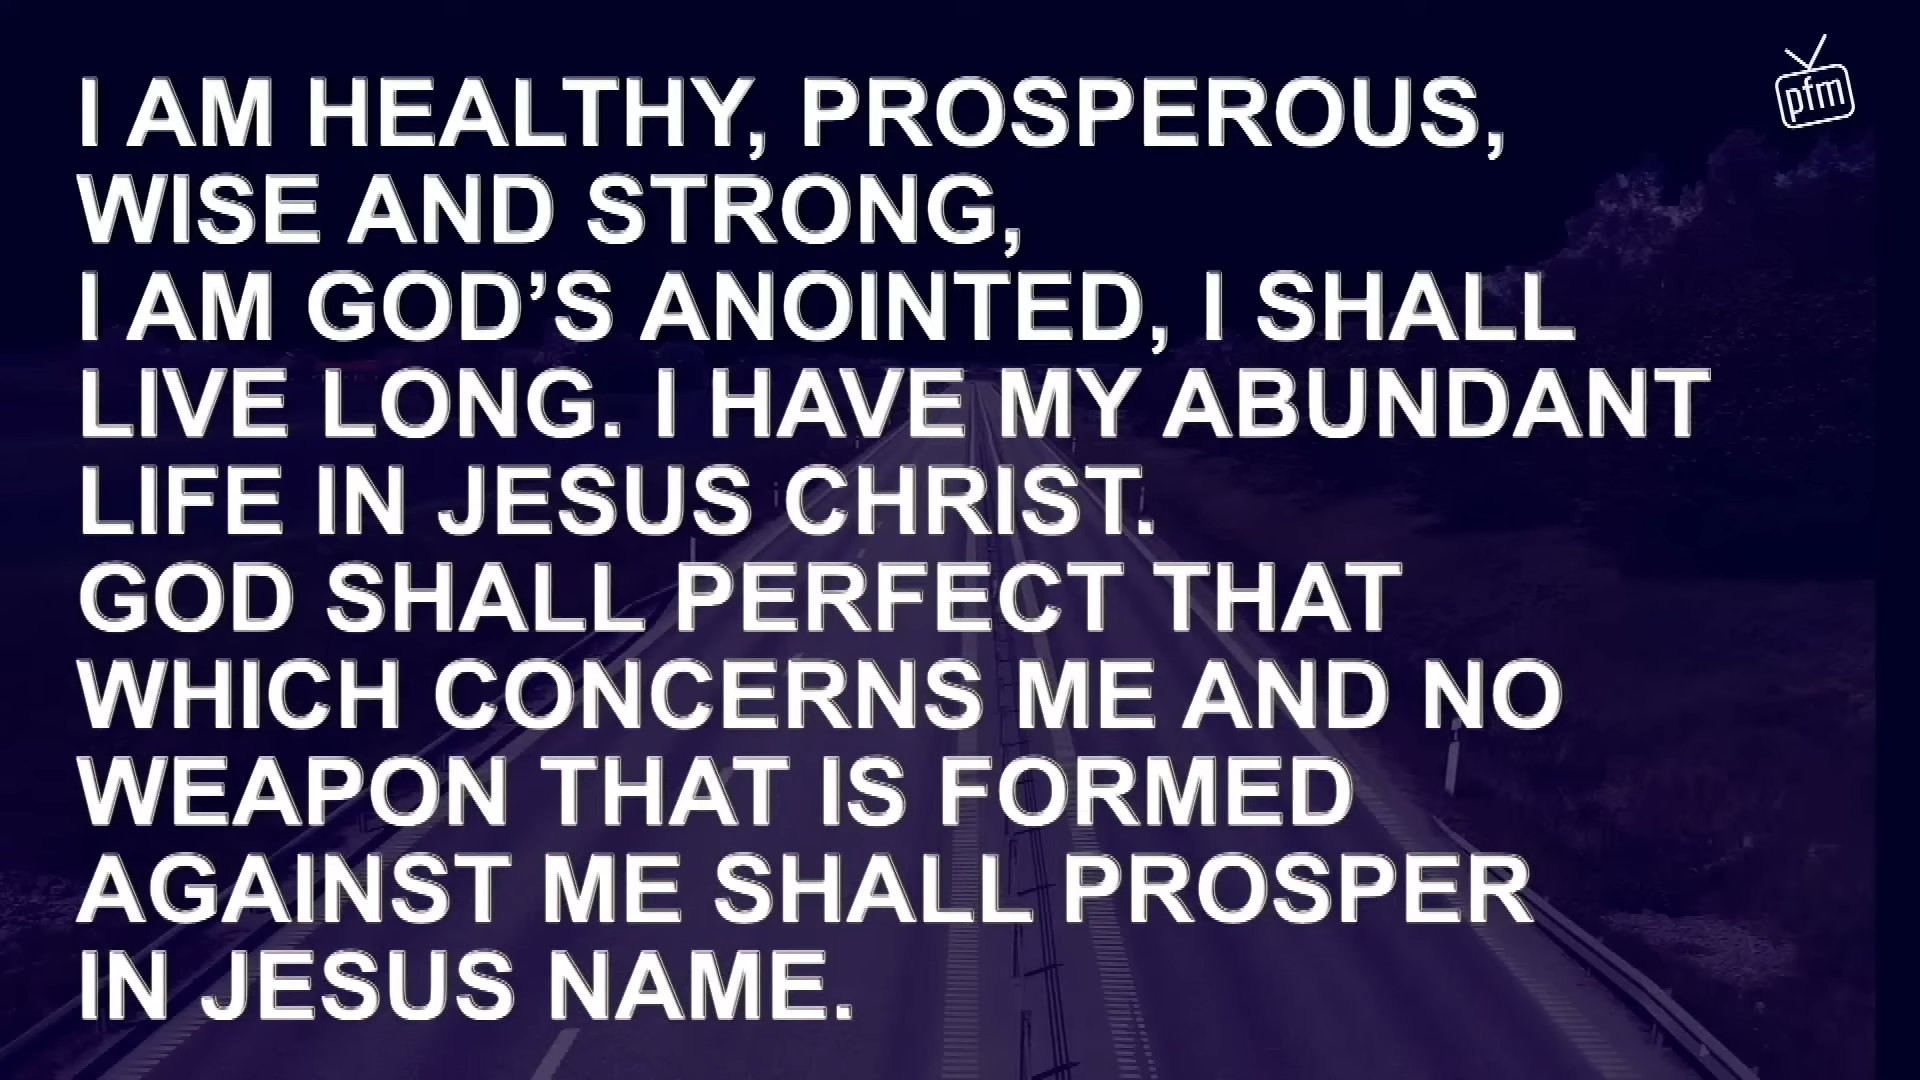 pfm
I AM HEALTHY, PROSPEROUS,
WISE AND STRONG,
I AM GOD’S ANOINTED, I SHALL
LIVE LONG. I HAVE MY ABUNDANT
LIFE IN JESUS CHRIST.
GOD SHALL PERFECT THAT
WHICH CONCERNS ME AND NO
WEAPON THAT IS FORMED
AGAINST ME SHALL PROSPER
IN JESUS NAME.